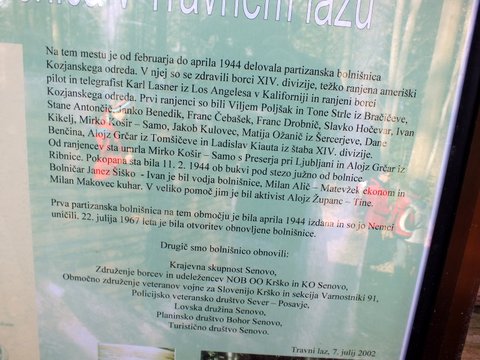 v Travnem lazu
Na tem mestu je od februarja do aprila 1944 delovala partizanska bolnišnica
Kozjanskega odreda. V njej so se zdravili borci XIV. divizije, težko ranjena ameriški
pilot in telegrafist Karl Lasner iz Los Angelesa v Kaliforniji in ranjeni borci
Kozjanskega odreda. Prvi ranjenci so bili Viljem Poljšak in Tone Strle iz Bračičeve,
Stane Antončič, Janko Benedik, Franc Čebašek, Franc Drobnič, Slavko Hočevar, Ivan
Kikelj, Mirko Košir – Samo, Jakob Kulovec, Matija Ožanič iz Šercerjeve, Dane
Benčina, Alojz Grčar iz Tomšičeve in Ladislav Kiauta iz štaba XIV. divizije.
Od ranjencev sta umrla Mirko Košir – Samo s Preserja pri Ljubljani in Alojz Grčar iz
Ribnice. Pokopana sta bila 11. 2. 1944 ob bukvi pod stezo južno od bolnice.
Bolničar Janez Šiško - Ivan je bil vodja bolnišnice, Milan Alič – Matevžek ekonom in
Milan Makovec kuhar. V veliko pomoč jim je bil aktivist Alojz Županc – Tine.
Prva partizanska bolnišnica na tem območju je bila aprila 1944 izdana in so jo Nemci
uničili. 22. julija 1967 leta je bila otvoritev obnovljene bolnišnice.
Drugič smo bolnišnico obnovili:
Krajevna skupnost Senovo,
Združenje borcev in udeležencev NOB OO Krško in KO Senovo,
Območno združenje veteranov vojne za Slovenijo Krško in sekcija Varnostniki 91,
Policijsko veteransko društvo Sever – Posavje,
Lovska družina Senovo,
Planinsko društvo Bohor Senovo,
Turistično društvo Senovo.
Travni laz, 7. julij 2002